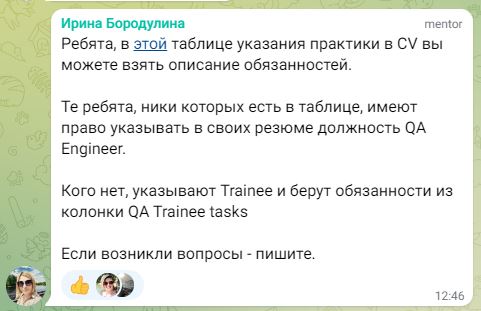 Ирина Бородулина
mentor
Ребята, в этой таблице указания практики в CV вы
можете взять описание обязанностей.
Те ребята, ники которых есть в таблице, имеют
право указывать в своих резюме должность QA
Engineer.
Кого нет, указывают Trainee и берут обязанности из
колонки QA Trainee tasks
Если возникли вопросы - пишите.
12:46